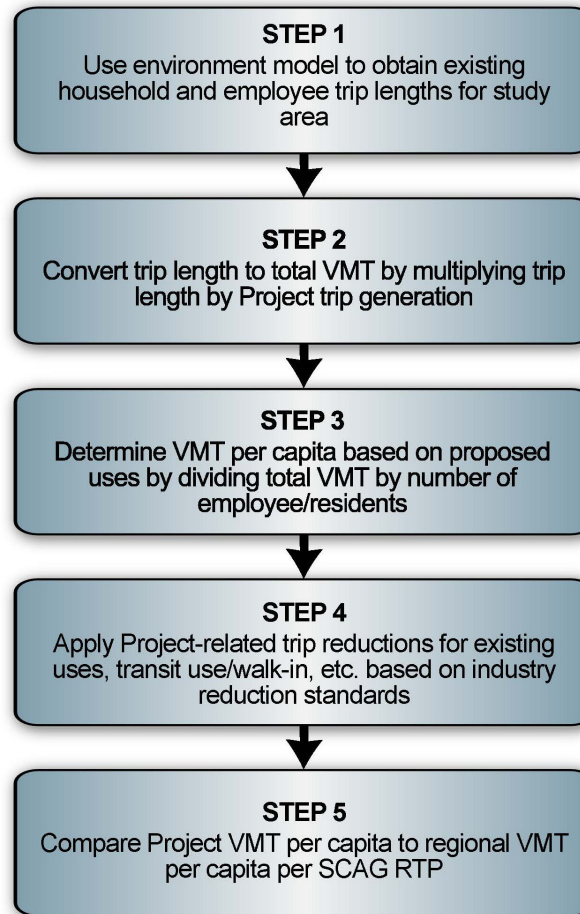 STEP 1
Use environment model to obtain existing
household and employee trip lengths for study
area
STEP 2
Convert trip length to total VMT by multiplying trip
length by Project trip generation
STEP 3
Determine VMT per capita based on proposed
uses by dividing total VMT by number of
employee/residents
STEP 4
Apply Project-related trip reductions for existing
uses, transit use/walk-in, etc. based on industry
reduction standards
STEP 5
Compare Project VMT per capita to regional VMT
per capita per SCAG RTP